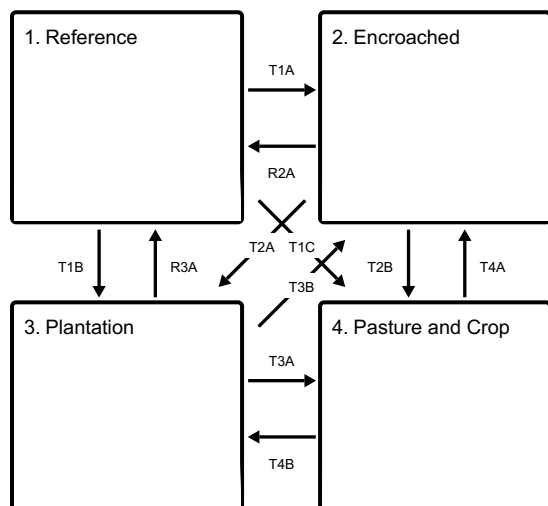 1. Reference
2. Encroached
T1A
R2A
T2A
T1C
T1B
R3A
T3B
T2B
T4A
3. Plantation
4. Pasture and Crop
T3A
T4B